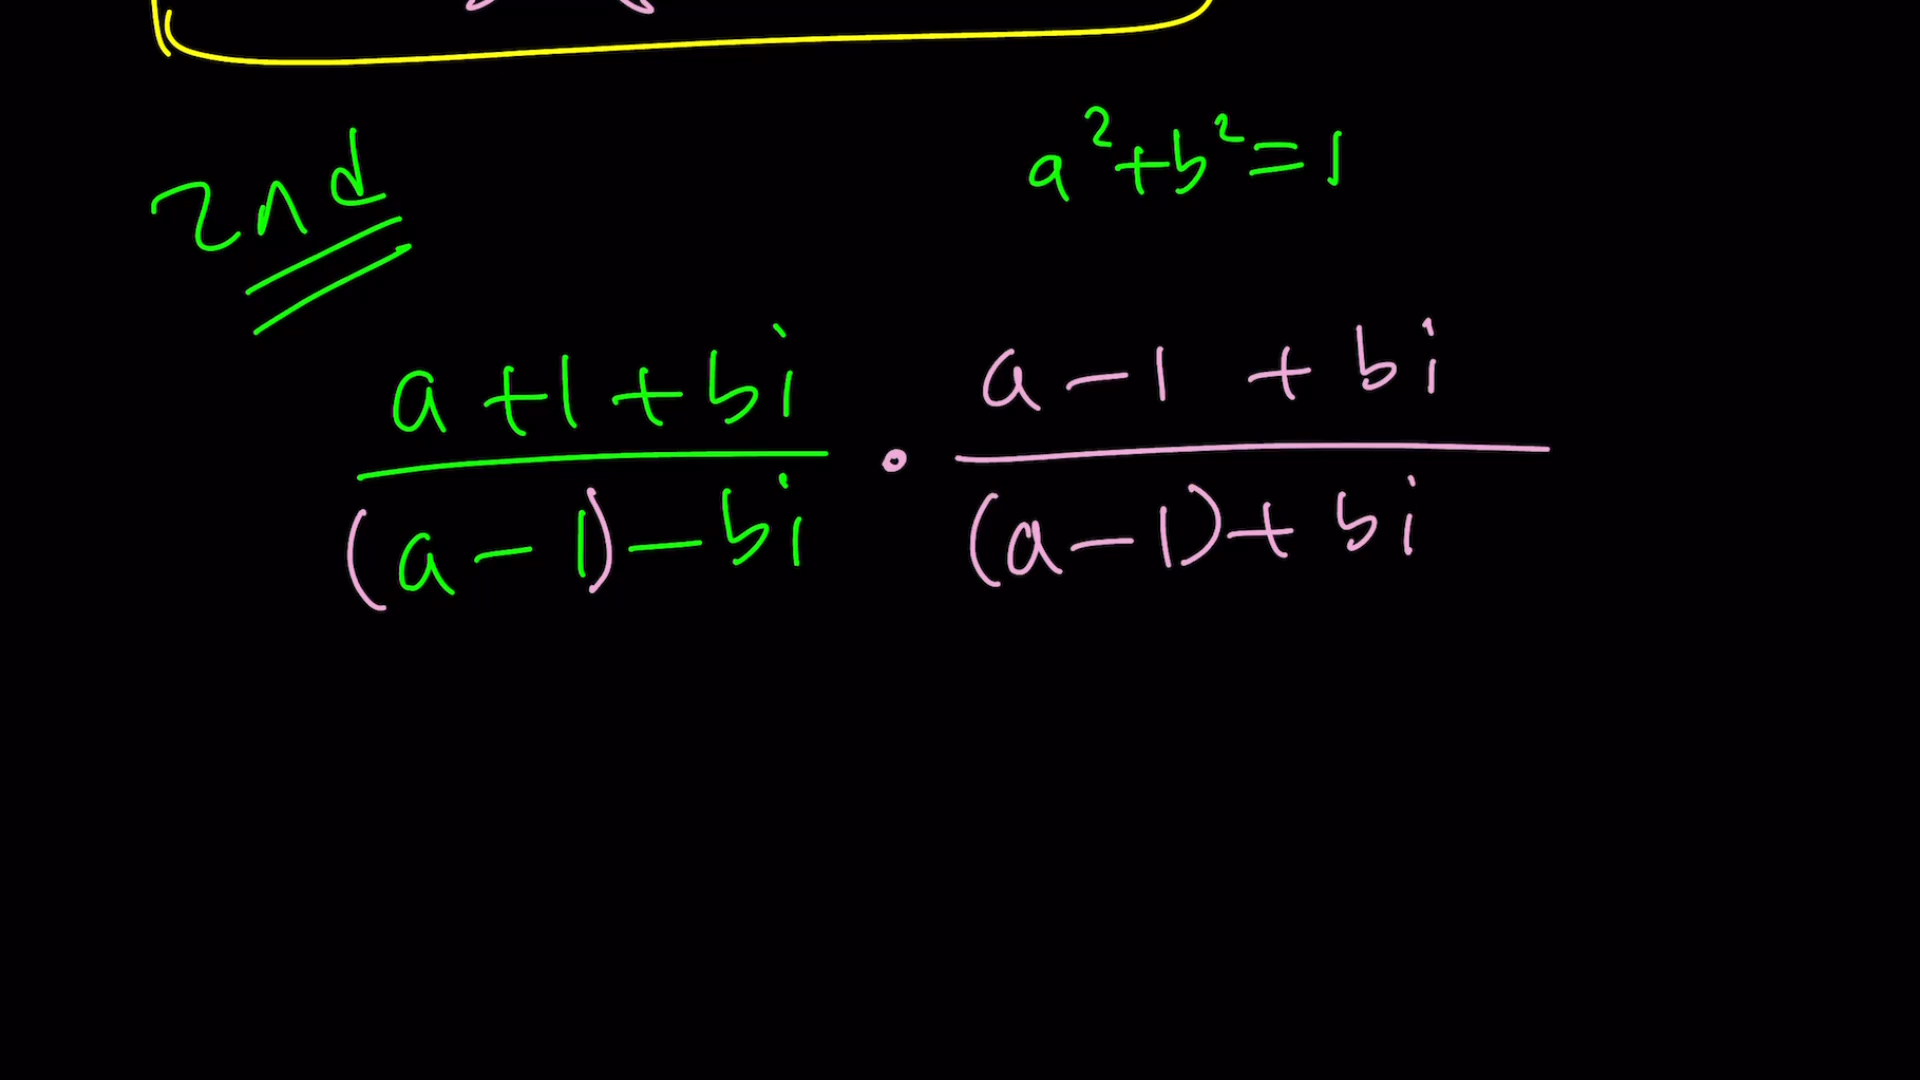 2nd
a²+b²=1
a+1+bi / (a-1)-bi • a-1+bi / (a-1)+bi